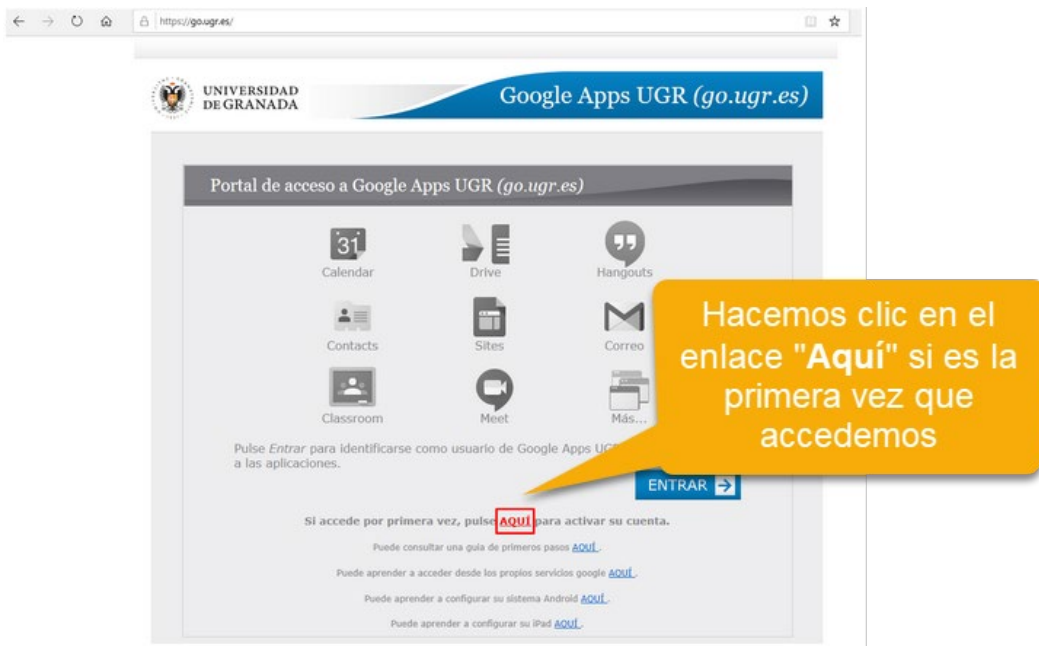 https://go.ugr.es/
UNIVERSIDAD
DE GRANADA
Google Apps UGR (go.ugr.es)
Portal de acceso a Google Apps UGR (go.ugr.es)
31
Calendar
Drive
Hangouts
Contacts
Sites
Correo
Classroom
Meet
Más...
Hacemos clic en el
enlace "Aquí" si es la
primera vez que
accedemos
Pulse Entrar para identificarse como usuario de Google Apps
a las aplicaciones.
ENTRAR
Si accede por primera vez, pulse AQUÍ para activar su cuenta.
Puede consultar una guia de primeros pasos AQUÍ .
Puede aprender a acceder desde los propios servicios google AQUÍ .
Puede aprender a configurar su sistema Android AQUÍ .
Puede aprender a configurar su iPad AQUÍ .